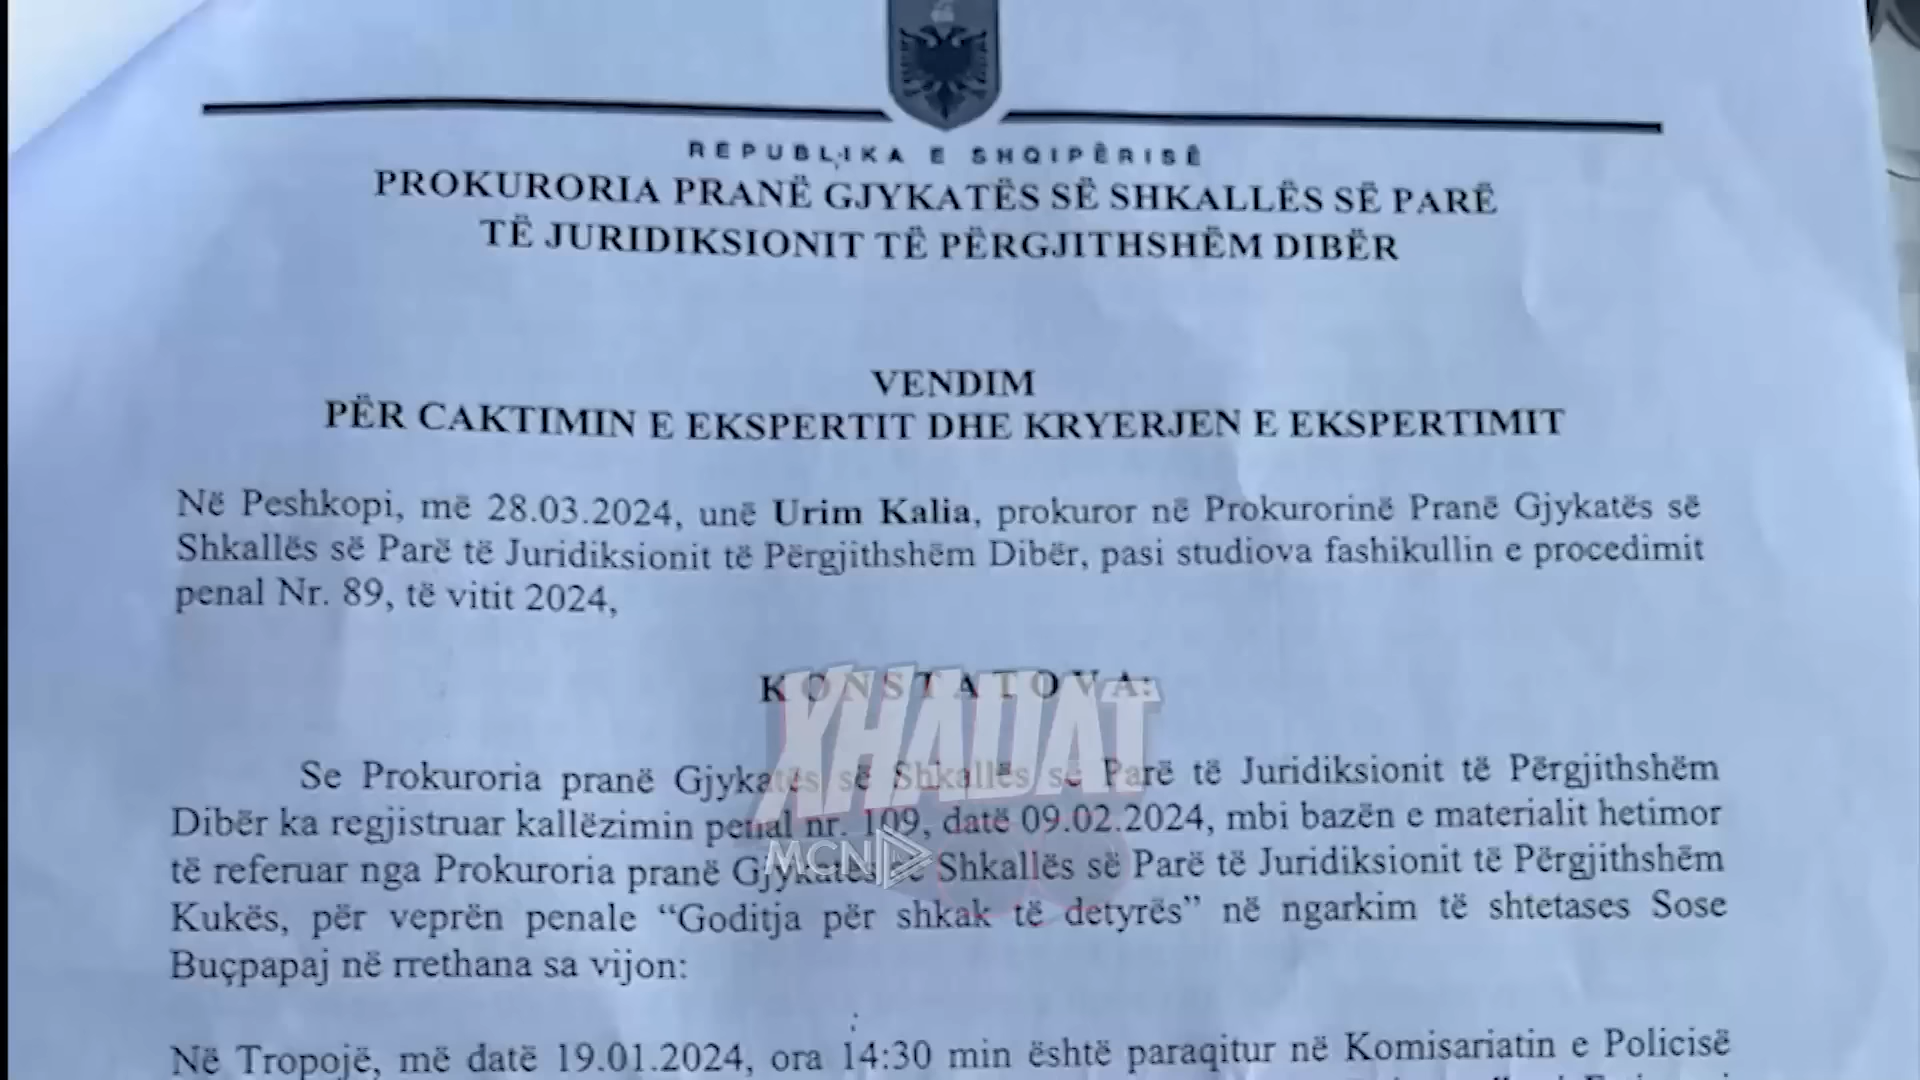 REPUBLIKA E SHQIPËRISË
PROKURORIA PRANË GJYKATËS SË SHKALLËS SË PARË
TË JURIDIKSIONIT TË PËRGJITHSHËM DIBËR
VENDIM
PËR CAKTIMIN E EKSPERTIT DHE KRYERJEN E EKSPERTIMIT
Në Peshkopi, më 28.03.2024, unë Urim Kalia, prokuror në Prokurorinë Pranë Gjykatës së
Shkallës së Parë të Juridiksionit të Përgjithshëm Dibër, pasi studiova fashikullin e procedimit
penal Nr. 89, të vitit 2024,
KONSTATOVA:
XHADAT
Se Prokuroria pranë Gjykatës së Shkallës së Parë të Juridiksionit të Përgjithshëm
Dibër ka regjistruar kallëzimin penal nr. 109, datë 09.02.2024, mbi bazën e materialit hetimor
MCN
të referuar nga Prokuroria pranë Gjykatës së Shkallës së Parë të Juridiksionit të Përgjithshëm
Kukës, për veprën penale “Goditja për shkak të detyrës” në ngarkim të shtetases Sose
Buçpapaj në rrethana sa vijon:
Në Tropojë, më datë 19.01.2024, ora 14:30 min është paraqitur në Komisariatin e Policisë